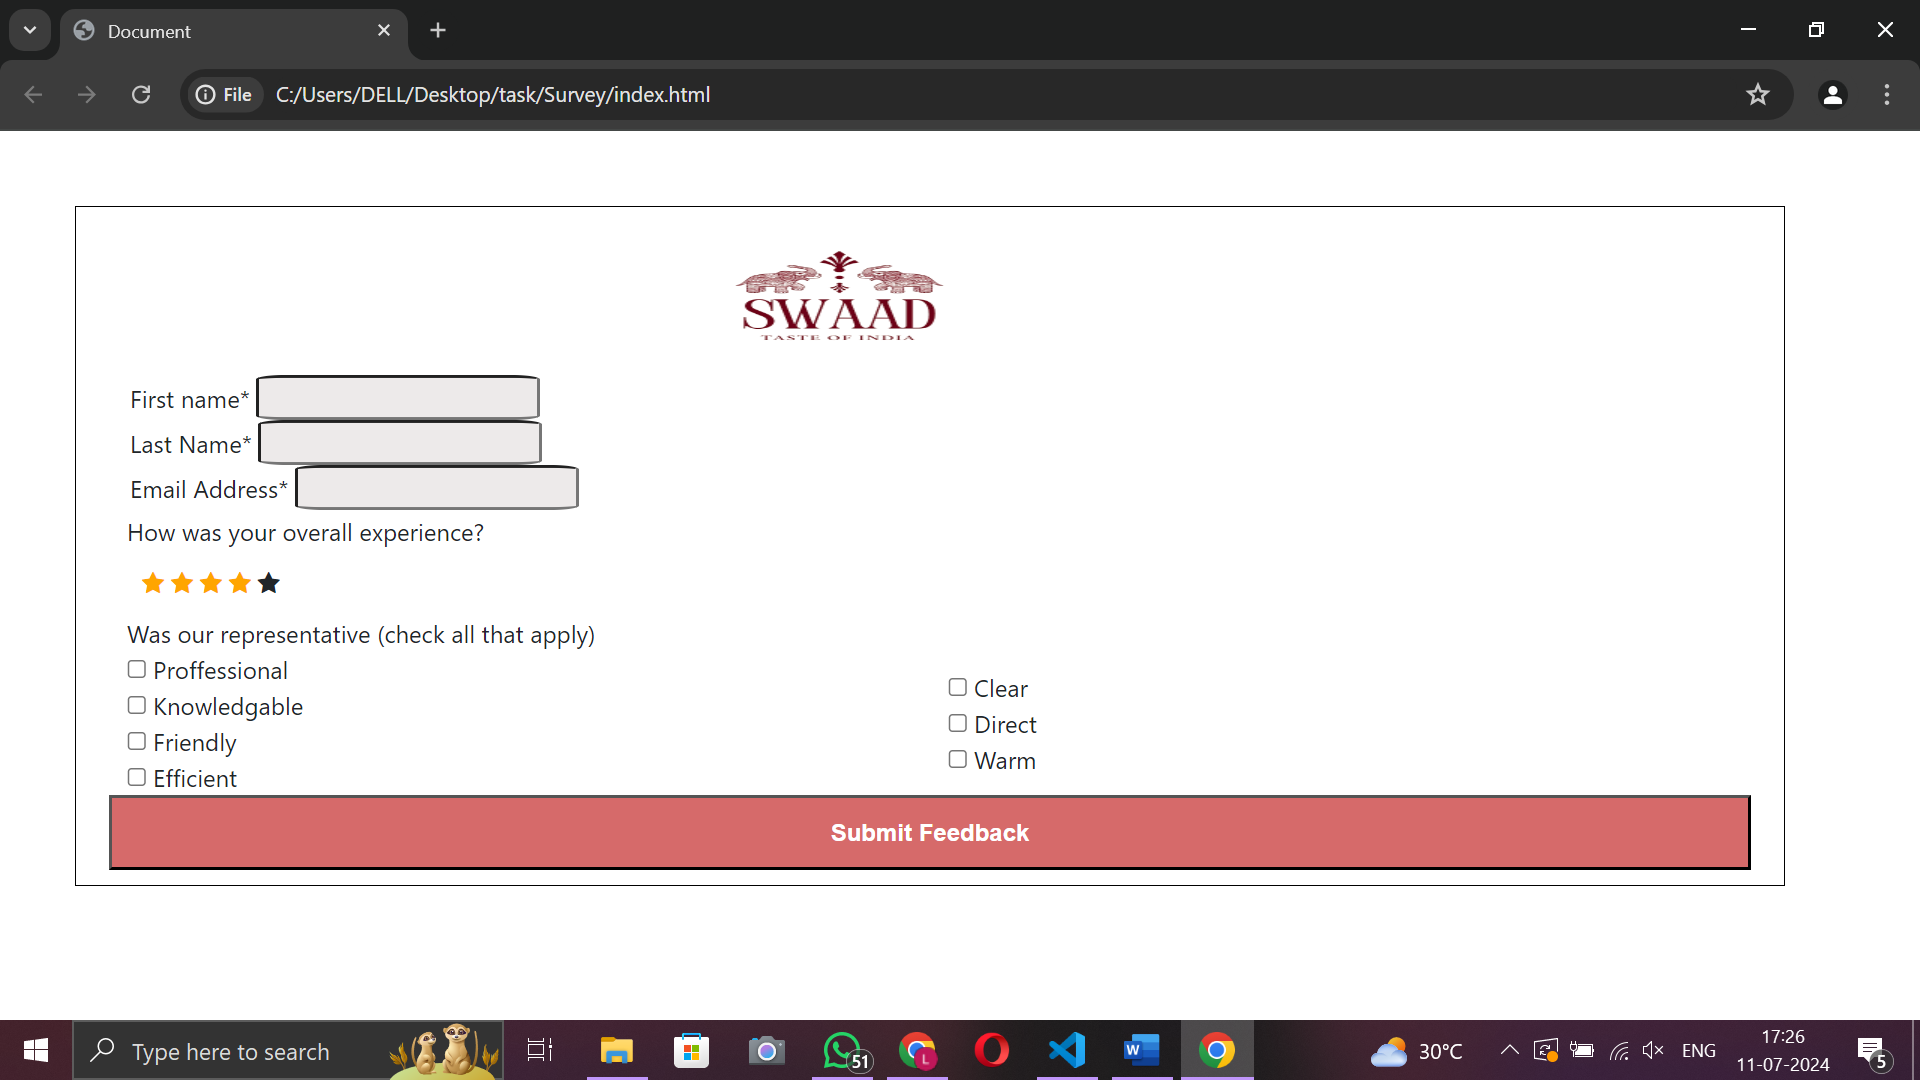 Document
File
C:/Users/DELL/Desktop/task/Survey/index.html
SWAAD
TASTE OF INDIA
First name*
Last Name*
Email Address*
How was your overall experience?
Was our representative (check all that apply)
Proffessional
Knowledgable
Friendly
Efficient
Clear
Direct
Warm
Submit Feedback
Type here to search
51
L
W
30°C
ENG
17:26
11-07-2024
5